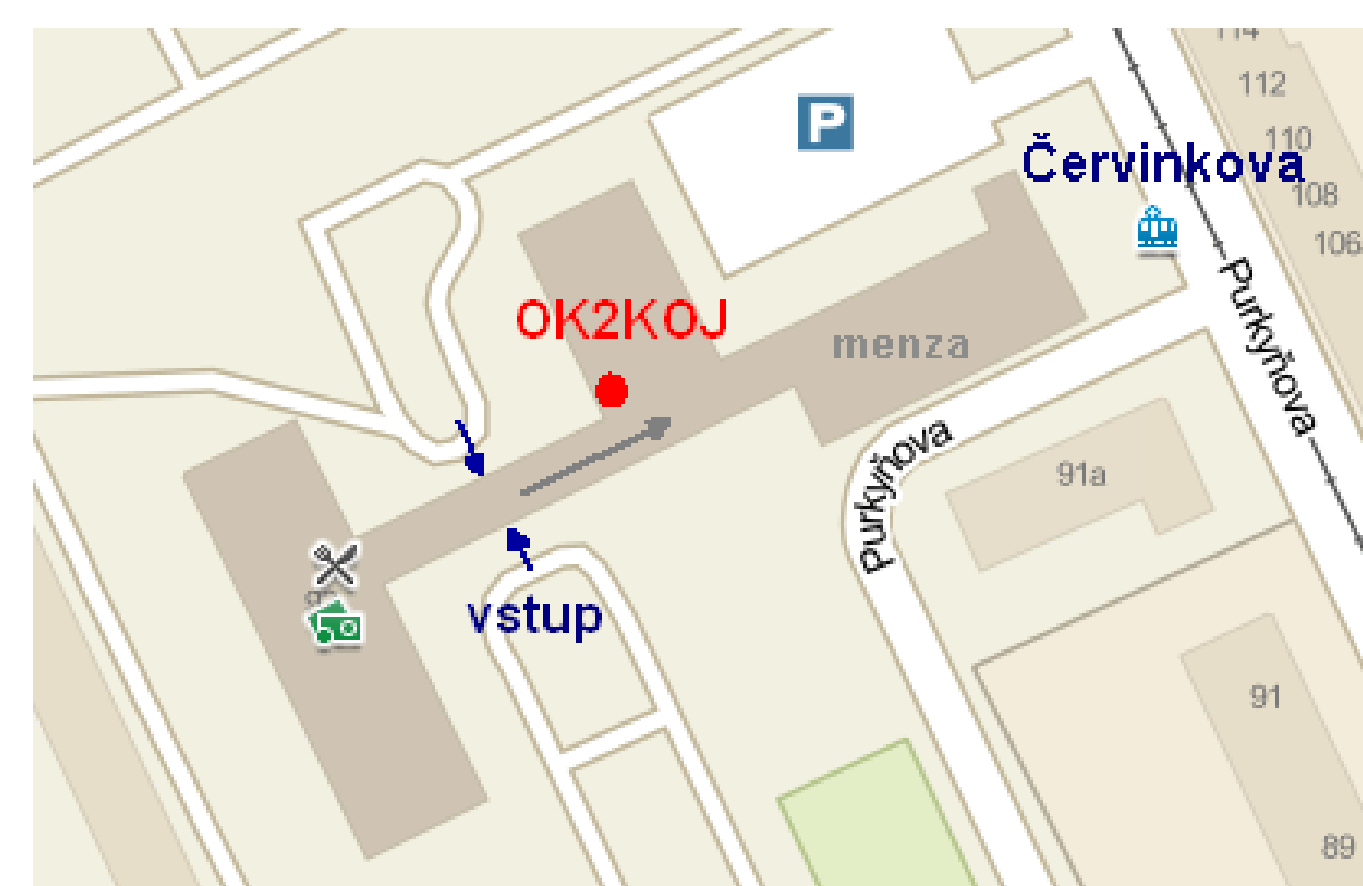 114
112
P
110
Červinkova
108
106
Purkyňova
OK2KOJ
menza
Purkyňova
91a
vstup
91
89